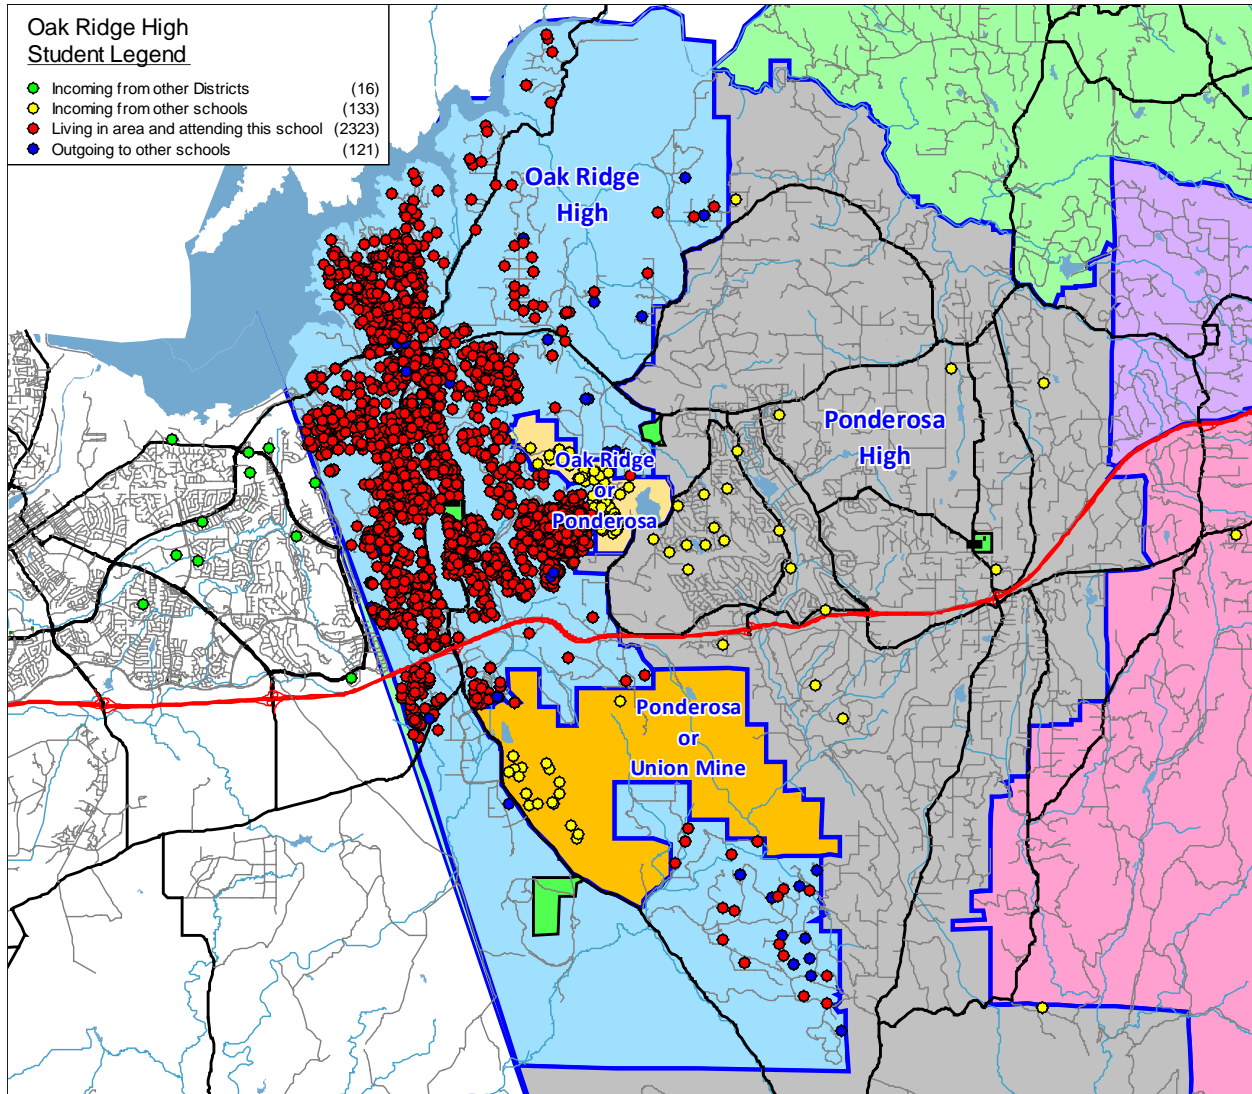 Oak Ridge High
Student Legend
Incoming from other Districts (16)
Incoming from other schools (133)
Living in area and attending this school (2323)
Outgoing to other schools (121)
Oak Ridge
High
Ponderosa
High
Oak Ridge
or
Ponderosa
Ponderosa
or
Union Mine